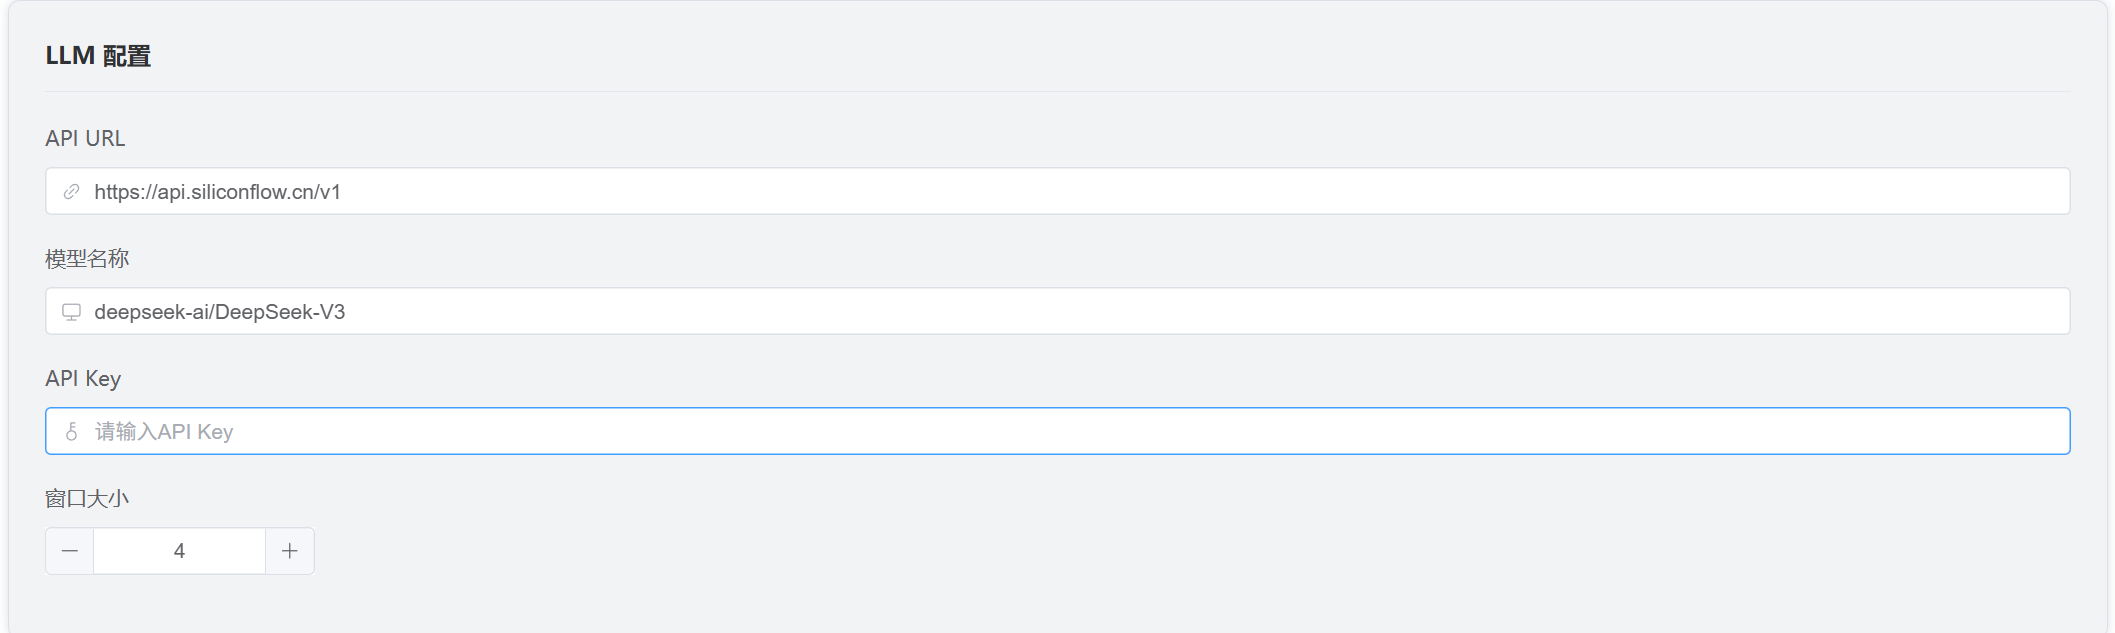 LLM 配置
API URL
https://api.siliconflow.cn/v1
模型名称
deepseek-ai/DeepSeek-V3
API Key
请输入API Key
窗口大小
4